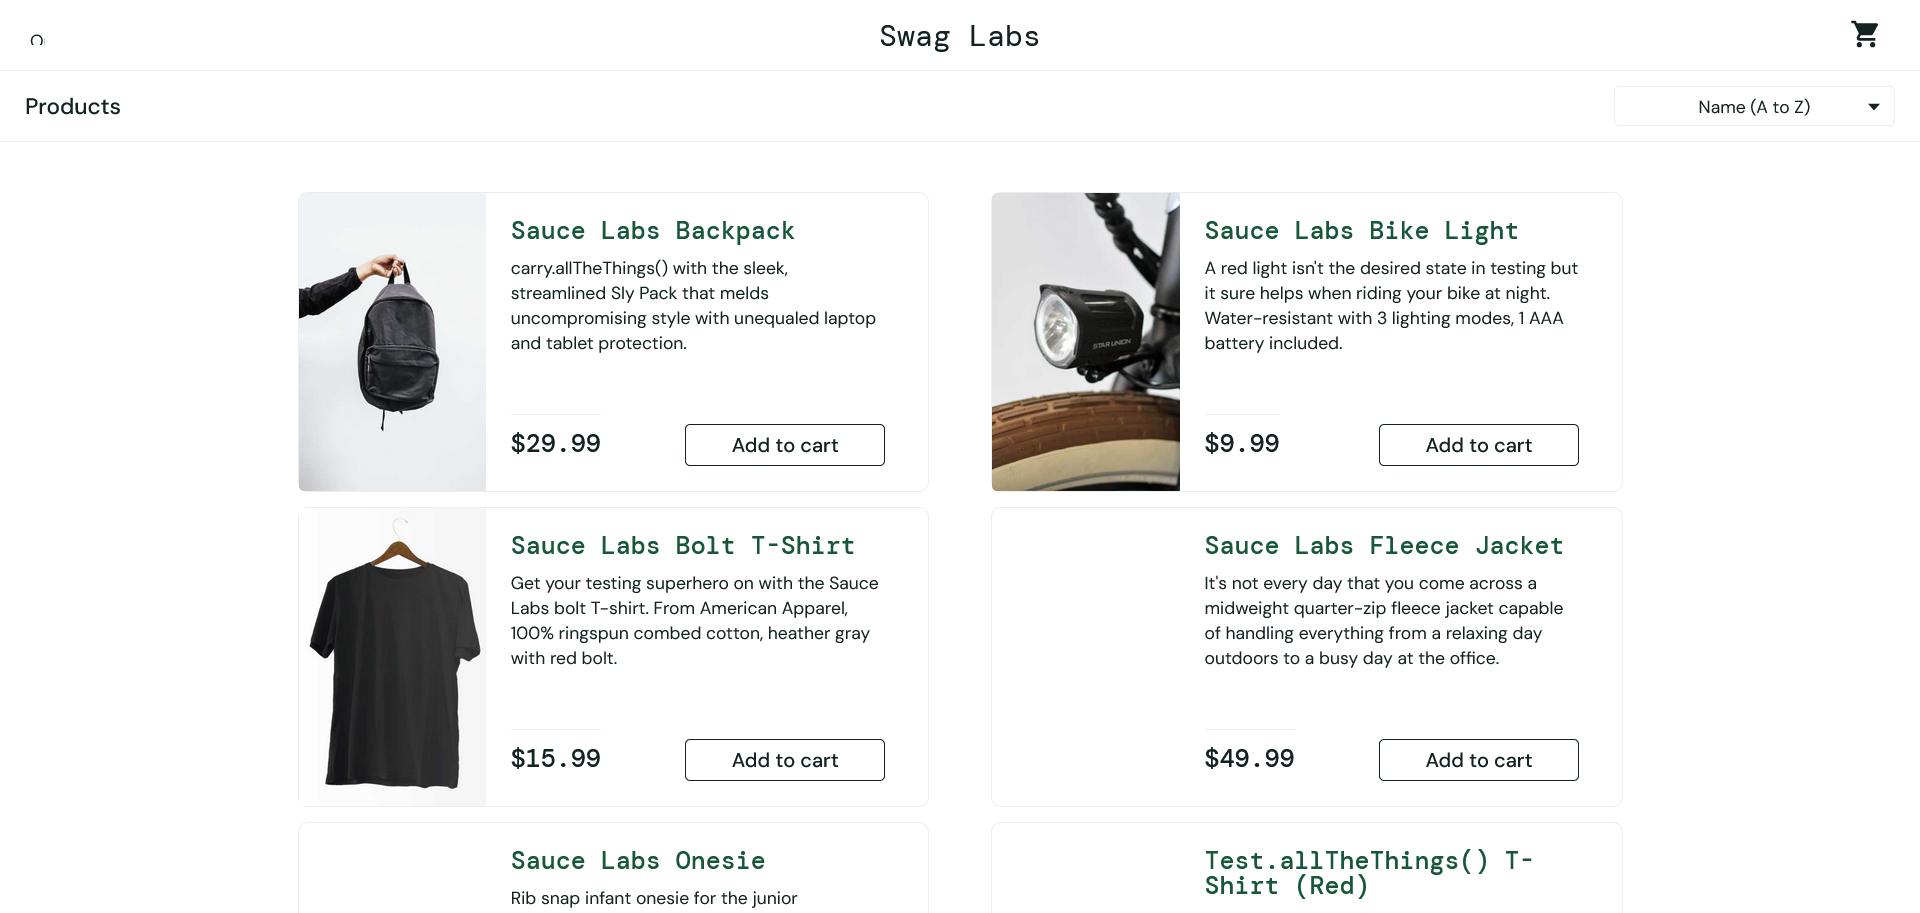 Swag Labs
Products
Name (A to Z)
Sauce Labs Backpack
carry.allTheThings() with the sleek,
streamlined Sly Pack that melds
uncompromising style with unequaled laptop
and tablet protection.
$29.99
Add to cart
Sauce Labs Bike Light
A red light isn't the desired state in testing but
it sure helps when riding your bike at night.
Water-resistant with 3 lighting modes, 1 AAA
battery included.
STAR UNION
$9.99
Add to cart
Sauce Labs Bolt T-Shirt
Get your testing superhero on with the Sauce
Labs bolt T-shirt. From American Apparel,
100% ringspun combed cotton, heather gray
with red bolt.
$15.99
Add to cart
Sauce Labs Fleece Jacket
It's not every day that you come across a
midweight quarter-zip fleece jacket capable
of handling everything from a relaxing day
outdoors to a busy day at the office.
$49.99
Add to cart
Sauce Labs Onesie
Rib snap infant onesie for the junior
Test.allTheThings() T-
Shirt (Red)